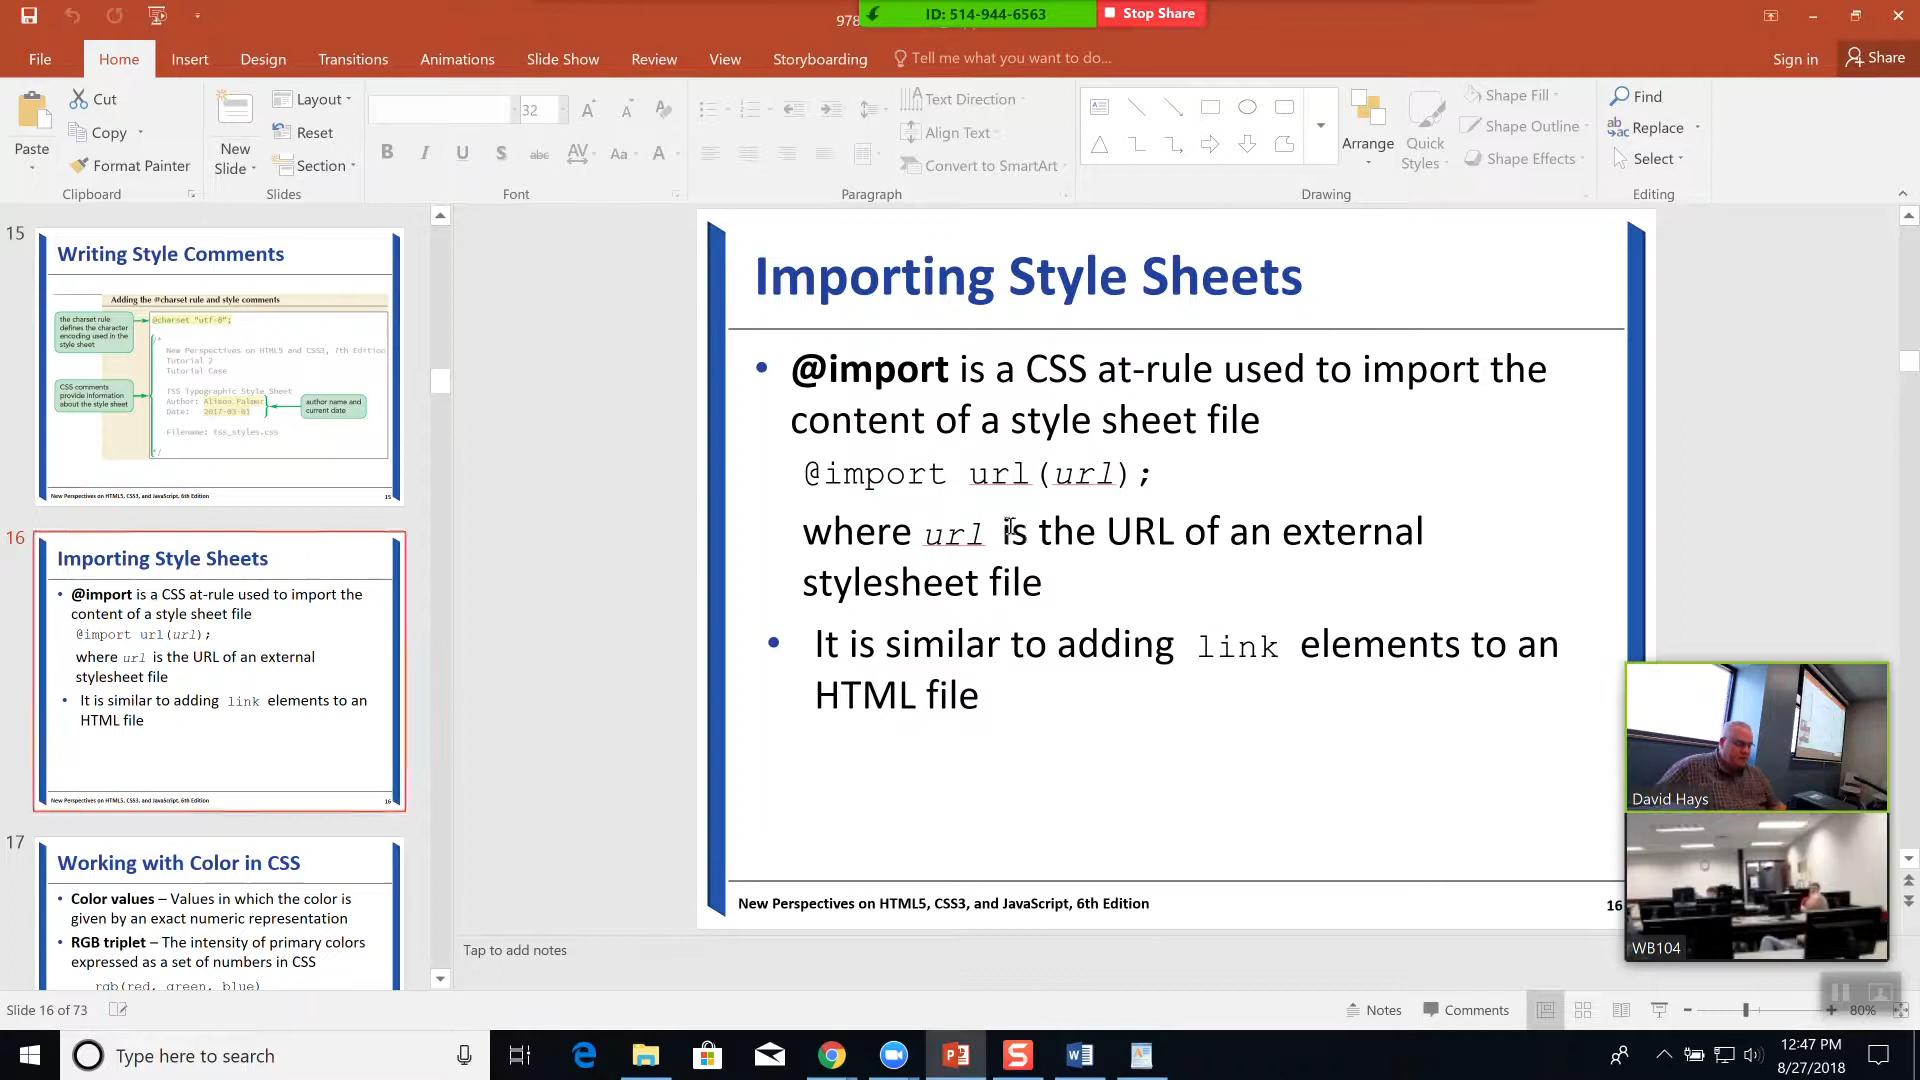 978
ID: 514-944-6563
Stop Share
File
Home
Insert
Design
Transitions
Animations
Slide Show
Review
View
Storyboarding
Tell me what you want to do...
Sign in
Share
Paste
Cut
Copy
Format Painter
Clipboard
New
Slide
Layout
Reset
Section
Slides
32
B I U S abc AV Aa A
Font
Text Direction
Align Text
Convert to SmartArt
Paragraph
Arrange
Quick
Styles
Shape Fill
Shape Outline
Shape Effects
Drawing
Find
Replace
Select
Editing
15
Writing Style Comments
Adding the @charset rule and style comments
the charset rule
defines the character
encoding used in the
style sheet
@charset "utf-8";
/*
New Perspectives on HTML5 and CSS3, 7th Edition
Tutorial 2
Tutorial Case
TSS Typographic Style Sheet
Author: Alison Palmer
Date: 2017-03-01
Filename: tss_styles.css
*/
CSS comments
provide information
about the style sheet
author name and
current date
New Perspectives on HTML5, CSS3, and JavaScript, 6th Edition
15
16
Importing Style Sheets
• @import is a CSS at-rule used to import the
content of a style sheet file
@import url(url);
where url is the URL of an external
stylesheet file
• It is similar to adding link elements to an
HTML file
New Perspectives on HTML5, CSS3, and JavaScript, 6th Edition
16
17
Working with Color in CSS
• Color values – Values in which the color is
given by an exact numeric representation
• RGB triplet – The intensity of primary colors
expressed as a set of numbers in CSS
rgb(red, green, blue)
Importing Style Sheets
• @import is a CSS at-rule used to import the
content of a style sheet file
@import url(url);
where url is the URL of an external
stylesheet file
• It is similar to adding link elements to an
HTML file
New Perspectives on HTML5, CSS3, and JavaScript, 6th Edition
16
David Hays
WB104
Tap to add notes
Slide 16 of 73
Notes
Comments
80%
Type here to search
12:47 PM
8/27/2018